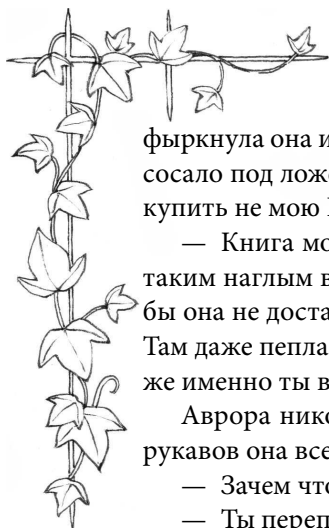 фыркнула она и
сосало под ложе
купить не мою
— Книга мо
таким наглым в
бы она не доста
Там даже пепла
же именно ты в
Аврора нико
рукавов она все
— Зачем что
— Ты переп